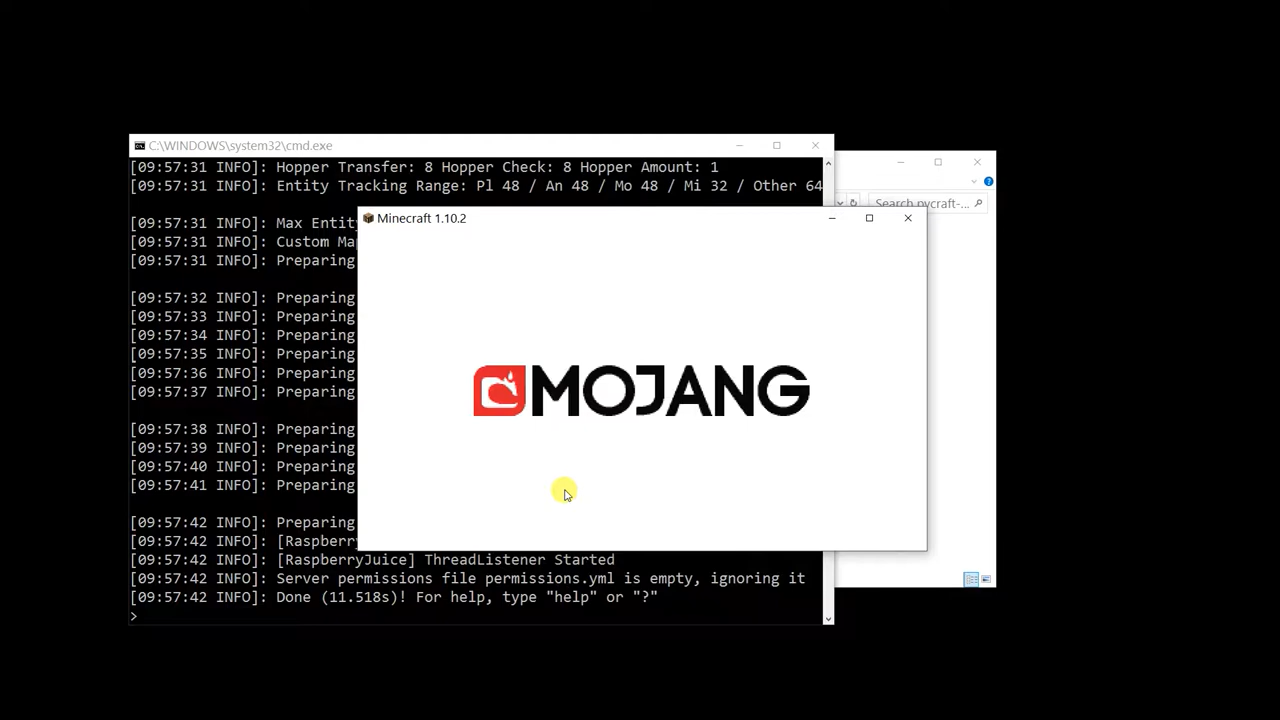 C:\WINDOWS\system32\cmd.exe
[09:57:31 INFO]: Hopper Transfer: 8 Hopper Check: 8 Hopper Amount: 1
[09:57:31 INFO]: Entity Tracking Range: Pl 48 / An 48 / Mo 48 / Mi 32 / Other 64
Search pycraft-...
Minecraft 1.10.2
[09:57:31 INFO]: Max Entit
[09:57:31 INFO]: Custom Ma
[09:57:31 INFO]: Preparing
[09:57:32 INFO]: Preparing
[09:57:33 INFO]: Preparing
[09:57:34 INFO]: Preparing
[09:57:35 INFO]: Preparing
[09:57:36 INFO]: Preparing
[09:57:37 INFO]: Preparing
MOJANG
[09:57:38 INFO]: Preparing
[09:57:39 INFO]: Preparing
[09:57:40 INFO]: Preparing
[09:57:41 INFO]: Preparing
[09:57:42 INFO]: Preparing
[09:57:42 INFO]: [Raspberr
[09:57:42 INFO]: [RaspberryJuice] ThreadListener Started
[09:57:42 INFO]: Server permissions file permissions.yml is empty, ignoring it
[09:57:42 INFO]: Done (11.518s)! For help, type "help" or "?"
>